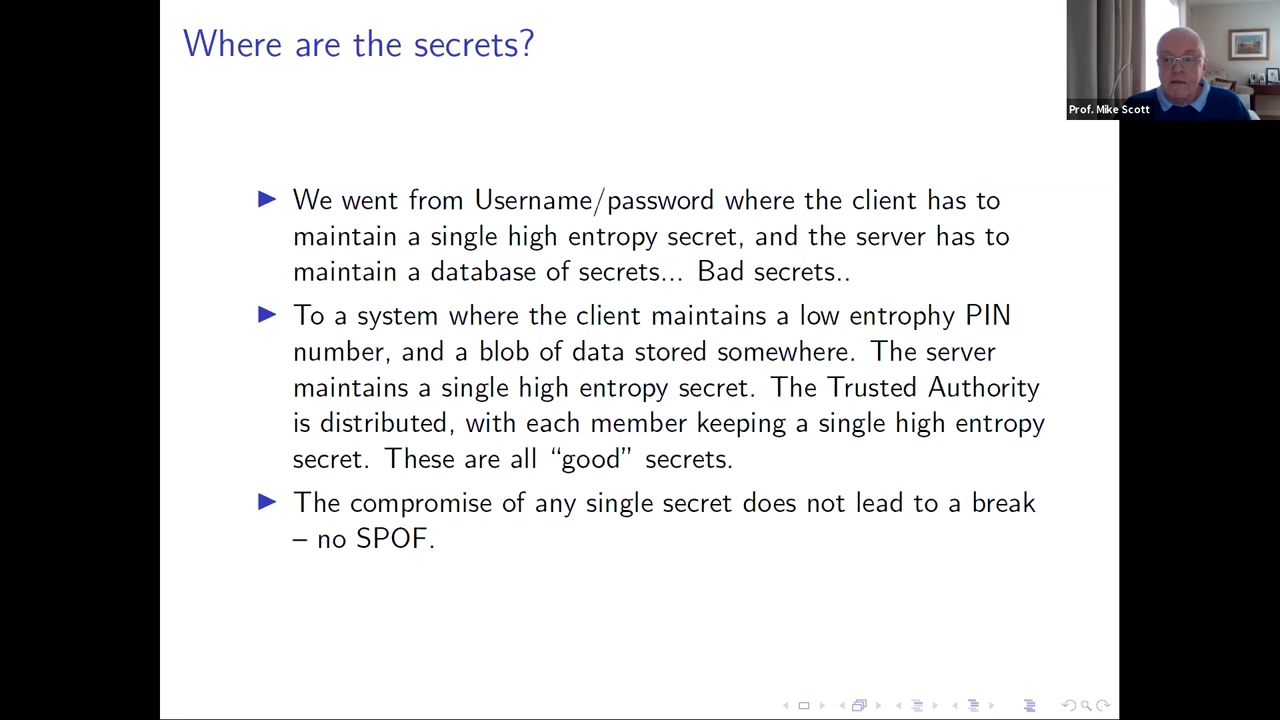 Where are the secrets?
Prof. Mike Scott
▶ We went from Username/password where the client has to
maintain a single high entropy secret, and the server has to
maintain a database of secrets... Bad secrets..
▶ To a system where the client maintains a low entrophy PIN
number, and a blob of data stored somewhere. The server
maintains a single high entropy secret. The Trusted Authority
is distributed, with each member keeping a single high entropy
secret. These are all “good” secrets.
▶ The compromise of any single secret does not lead to a break
– no SPOF.